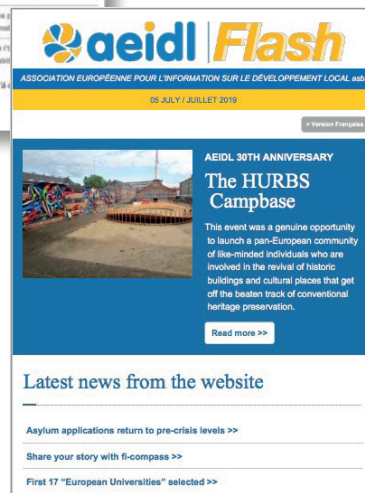 aeidl Flash
ASSOCIATION EUROPÉENNE POUR L'INFORMATION SUR LE DÉVELOPPEMENT LOCAL asb
05 JULY / JUILLET 2019
> Version Française
AEIDL 30TH ANNIVERSARY
The HURBS
Campbase
This event was a genuine opportunity
to launch a pan-European community
of like-minded individuals who are
involved in the revival of historic
buildings and cultural places that get
off the beaten track of conventional
heritage preservation.
Read more >>
Latest news from the website
Asylum applications return to pre-crisis levels >>
Share your story with fi-compass >>
First 17 "European Universities" selected >>